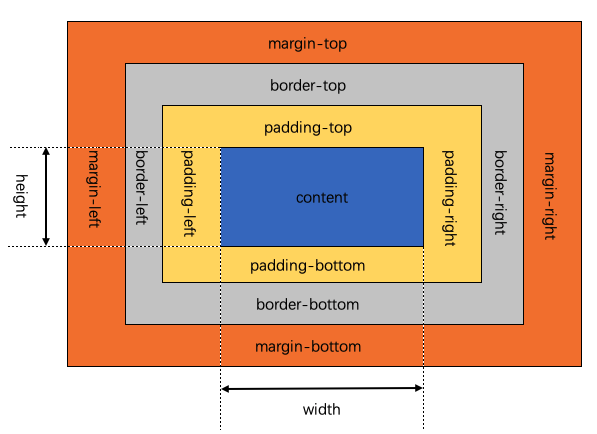 margin-top
border-top
padding-top
height
margin-left
border-left
padding-left
content
padding-right
border-right
margin-right
padding-bottom
border-bottom
margin-bottom
width